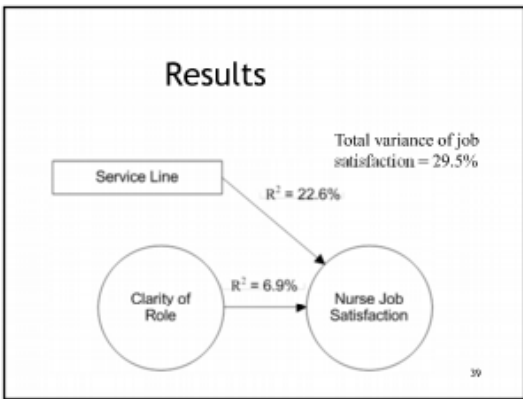 Results
Total variance of job
satisfaction = 29.5%
Service Line
R² = 22.6%
R² = 6.9%
Clarity of
Role
Nurse Job
Satisfaction
39